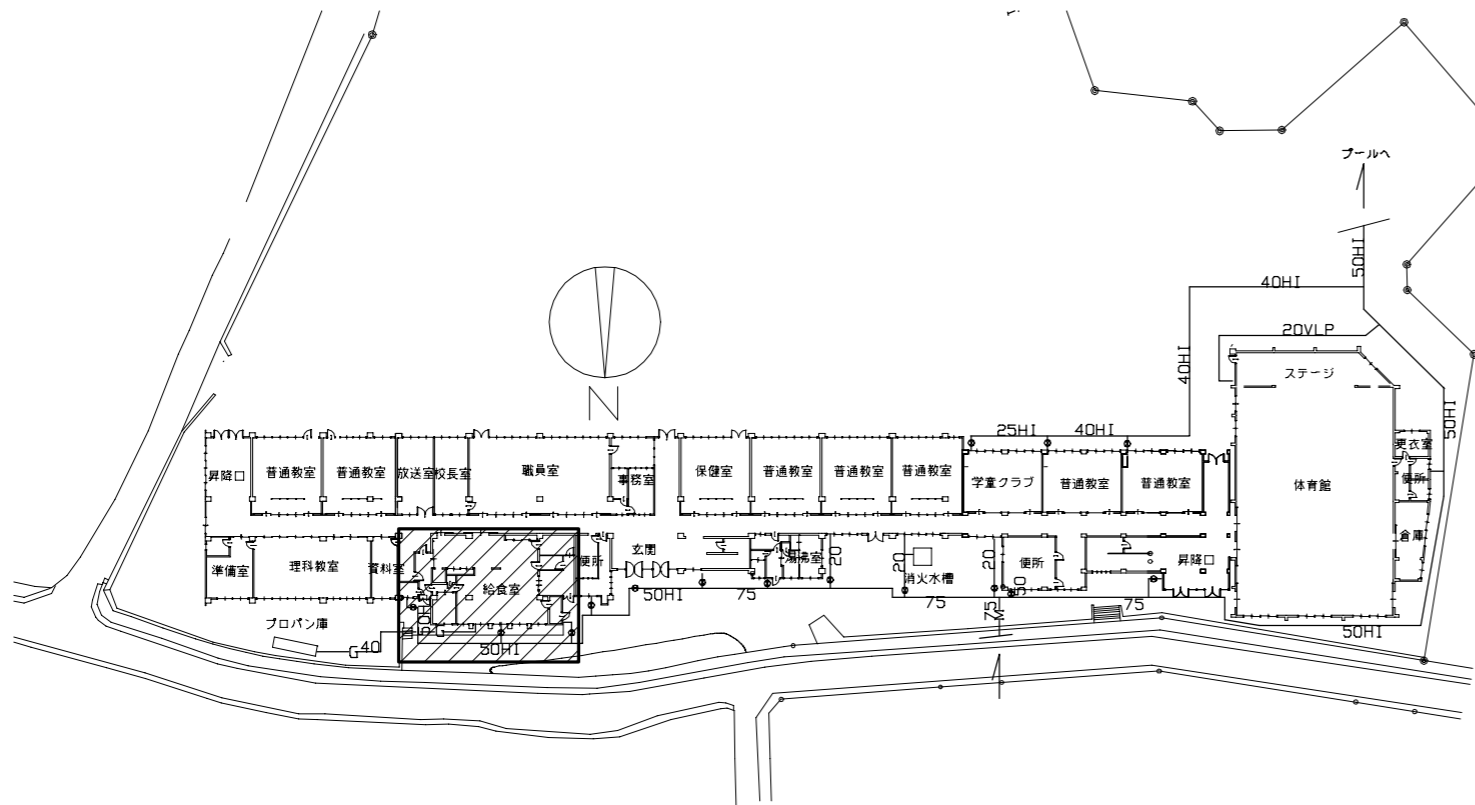 プールへ
50HI
40HI
20VLP
40HI
ステージ
N
25HI
40HI
50HI
昇降口
普通教室
普通教室
放送室
校長室
職員室
事務室
保健室
普通教室
普通教室
普通教室
学童クラブ
普通教室
普通教室
体育館
更衣室
便所
倉庫
準備室
理科教室
資料室
給食室
便所
玄関
湯沸室
20
20
消火水槽
20
便所
昇降口
50HI
75
75
75
M
50
75
プロパン庫
40
50HI
50HI